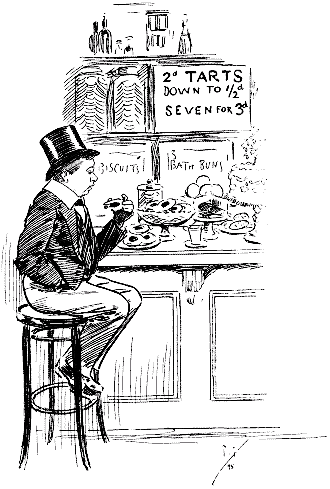 2d TARTS
DOWN TO 1/2d
SEVEN FOR 3d
BISCUITS
BATH BUNS